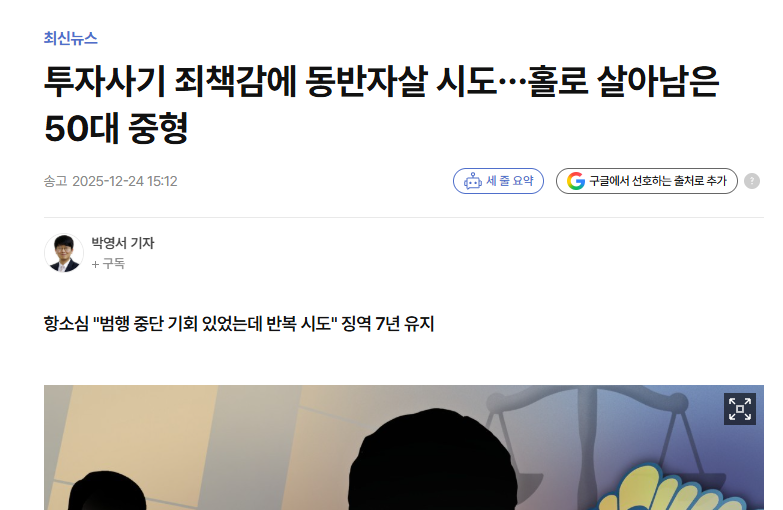 최신뉴스
투자사기 죄책감에 동반자살 시도…홀로 살아남은
50대 중형
송고 2025-12-24 15:12
세 줄 요약
구글에서 선호하는 출처로 추가
?
박영서 기자
+ 구독
항소심 "범행 중단 기회 있었는데 반복 시도" 징역 7년 유지